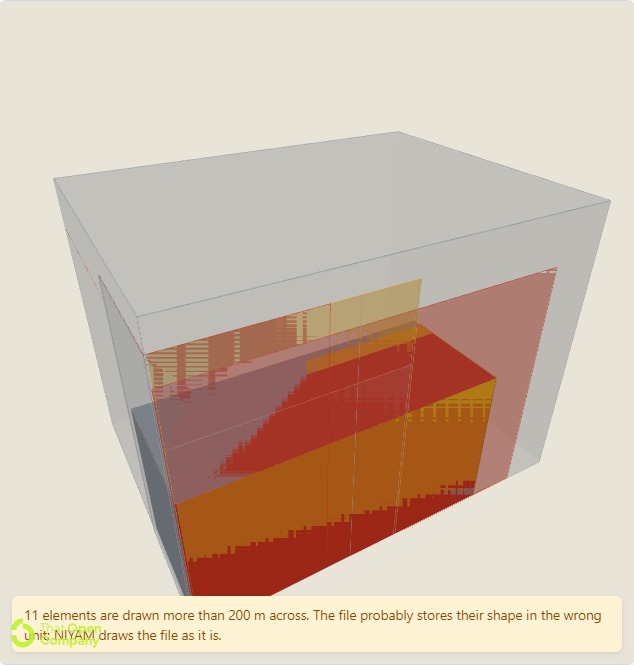 11 elements are drawn more than 200 m across. The file probably stores their shape in the wrong
unit; NIYAM draws the file as it is.
That Open
Company